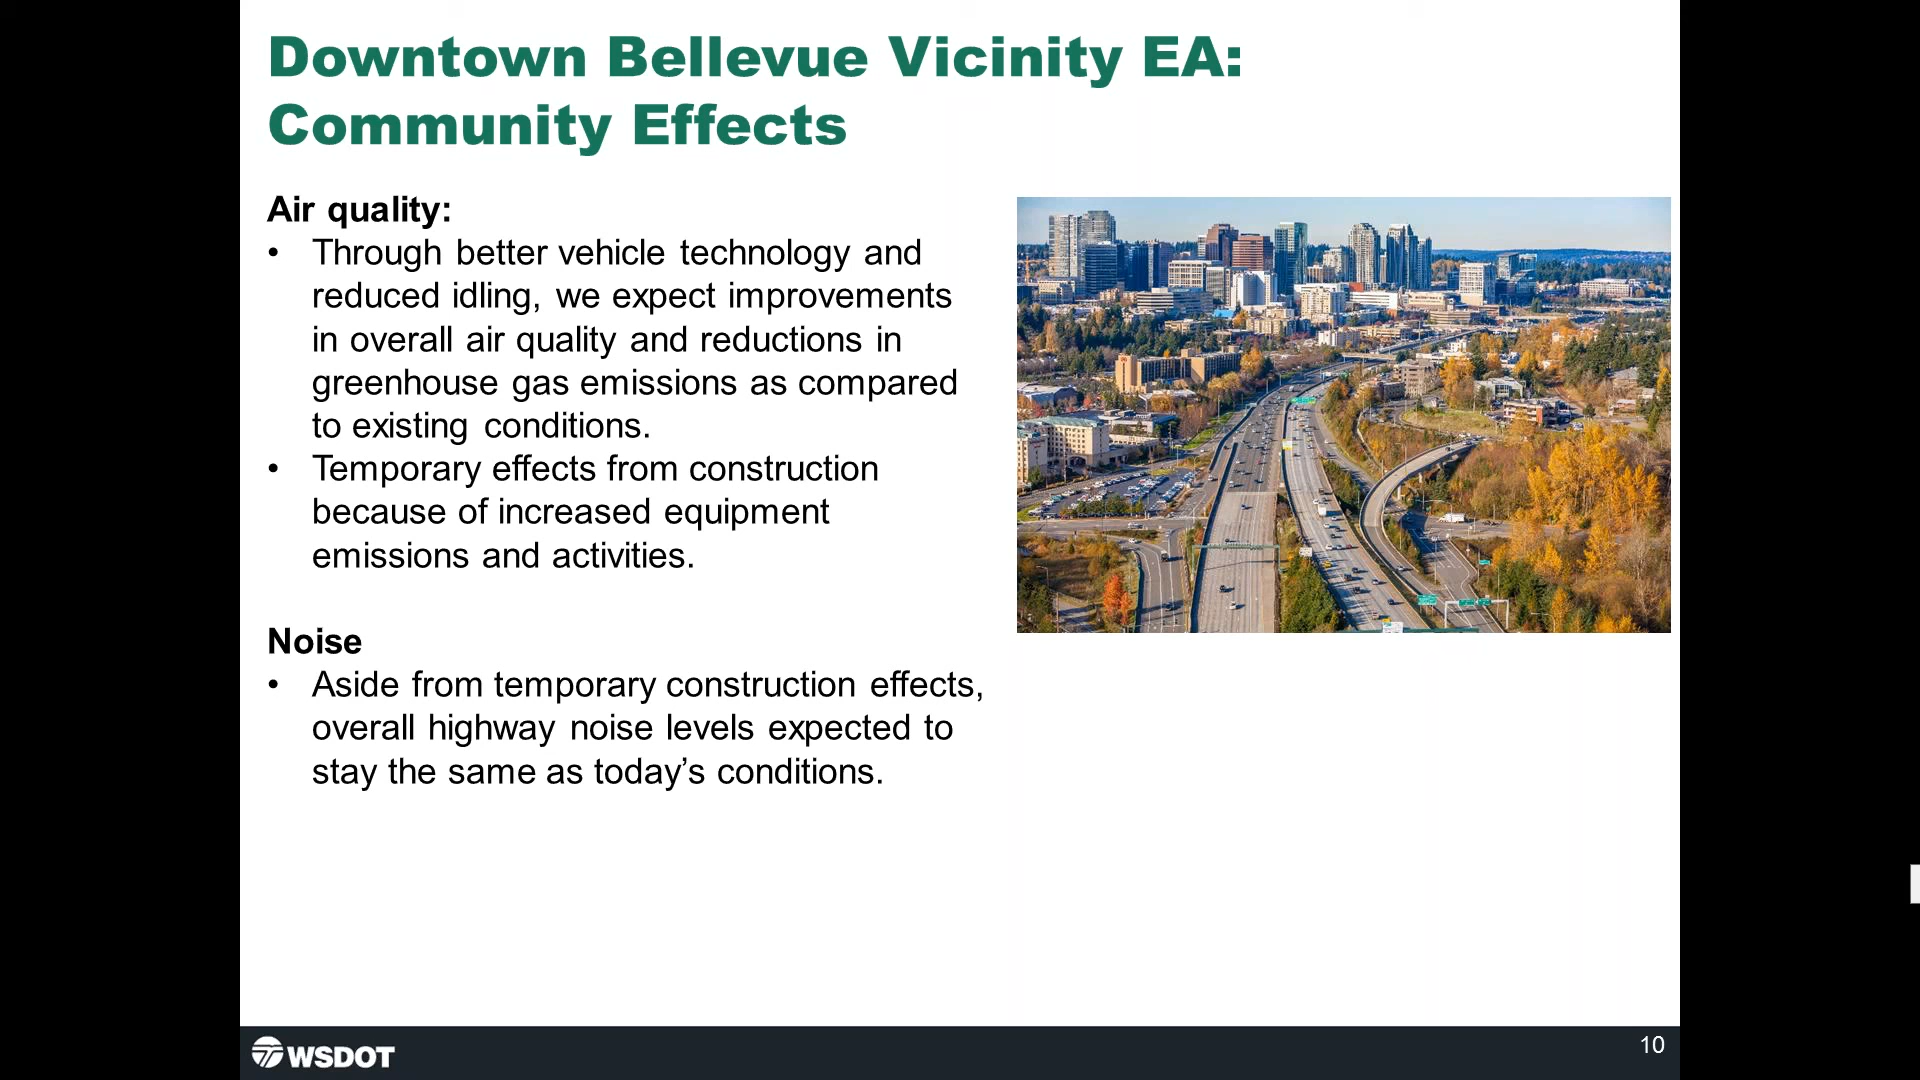 Downtown Bellevue Vicinity EA:
Community Effects
Air quality:
• Through better vehicle technology and
reduced idling, we expect improvements
in overall air quality and reductions in
greenhouse gas emissions as compared
to existing conditions.
• Temporary effects from construction
because of increased equipment
emissions and activities.
Noise
• Aside from temporary construction effects,
overall highway noise levels expected to
stay the same as today’s conditions.
WSDOT
10